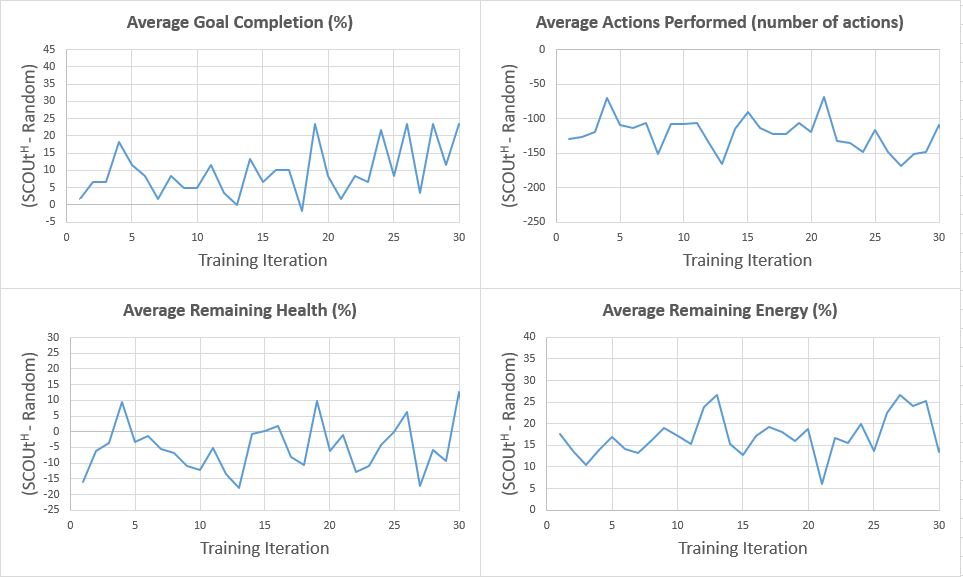 Average Goal Completion (%)
45
40
35
30
25
20
15
10
5
0
-5
(SCOUtᴴ - Random)
0 5 10 15 20 25 30
Training Iteration
Average Actions Performed (number of actions)
0
-50
-100
-150
-200
-250
(SCOUtᴴ - Random)
0 5 10 15 20 25 30
Training Iteration
Average Remaining Health (%)
30
25
20
15
10
5
0
-5
-10
-15
-20
-25
(SCOUtᴴ - Random)
0 5 10 15 20 25 30
Training Iteration
Average Remaining Energy (%)
40
35
30
25
20
15
10
5
0
(SCOUtᴴ - Random)
0 5 10 15 20 25 30
Training Iteration